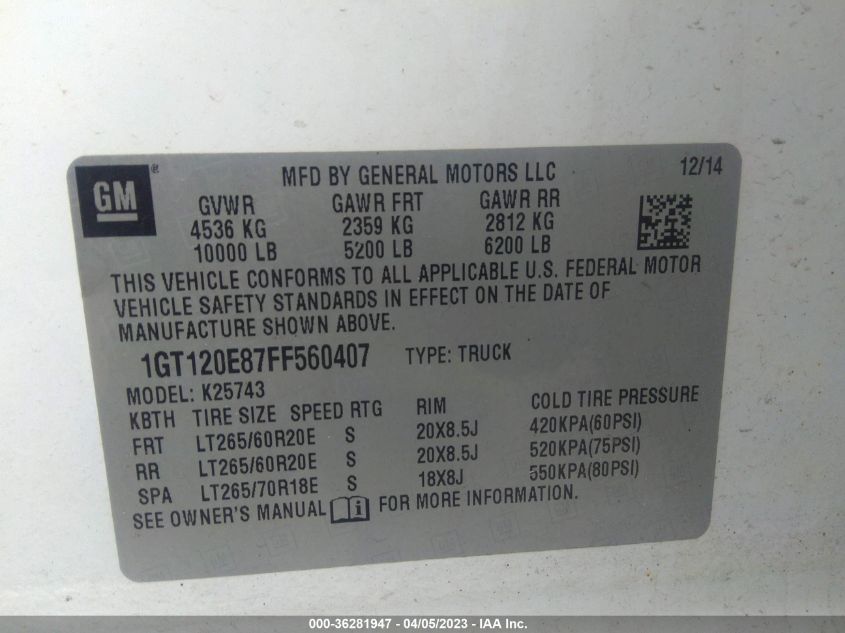 GM ®
MFD BY GENERAL MOTORS LLC 12/14
GVWR GAWR FRT GAWR RR
4536 KG 2359 KG 2812 KG
10000 LB 5200 LB 6200 LB
THIS VEHICLE CONFORMS TO ALL APPLICABLE U.S. FEDERAL MOTOR
VEHICLE SAFETY STANDARDS IN EFFECT ON THE DATE OF
MANUFACTURE SHOWN ABOVE.
1GT120E87FF560407 TYPE: TRUCK
MODEL: K25743
KBTH TIRE SIZE SPEED RTG RIM COLD TIRE PRESSURE
FRT LT265/60R20E S 20X8.5J 420KPA(60PSI)
RR LT265/60R20E S 20X8.5J 520KPA(75PSI)
SPA LT265/70R18E S 18X8J 550KPA(80PSI)
SEE OWNER'S MANUAL i FOR MORE INFORMATION.
000-36281947 - 04/05/2023 - IAA Inc.